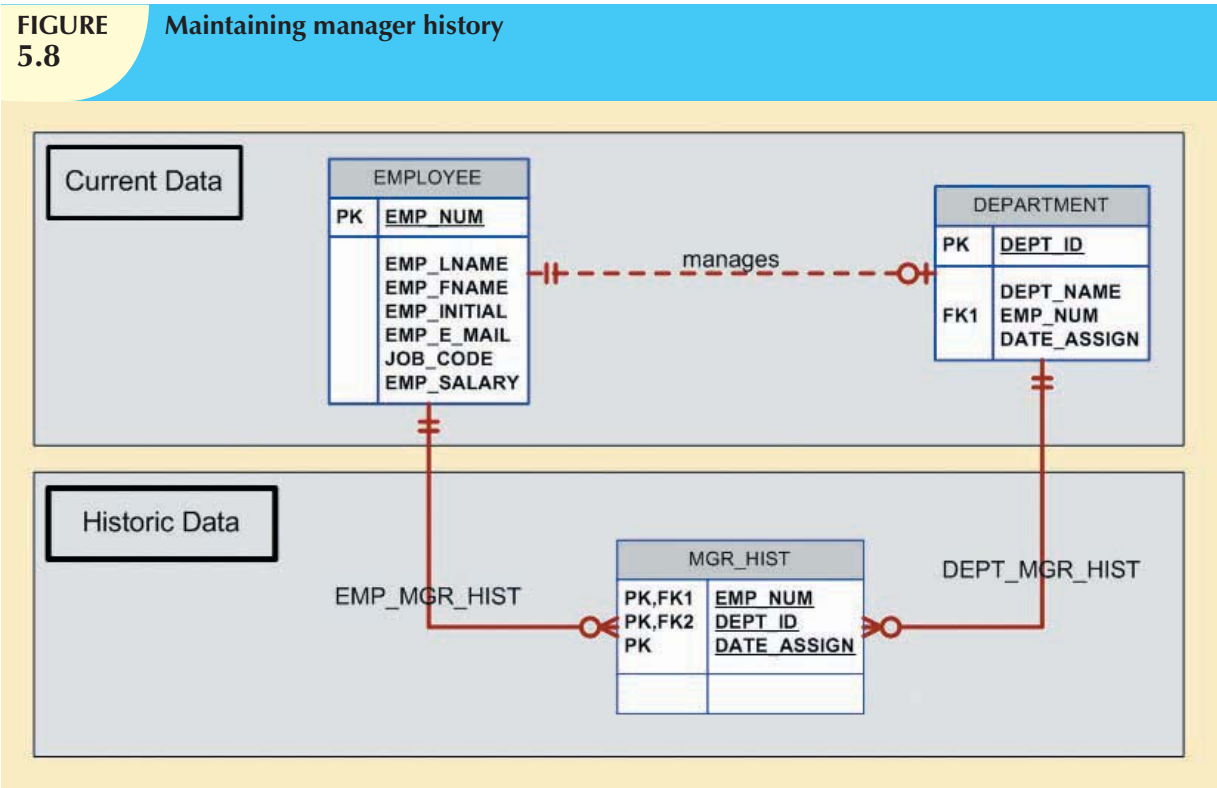 FIGURE
5.8
Maintaining manager history
Current Data
EMPLOYEE
PK EMP_NUM
EMP_LNAME
EMP_FNAME
EMP_INITIAL
EMP_E_MAIL
JOB_CODE
EMP_SALARY
manages
DEPARTMENT
PK DEPT_ID
DEPT_NAME
FK1 EMP_NUM
DATE_ASSIGN
Historic Data
EMP_MGR_HIST
MGR_HIST
PK,FK1 EMP_NUM
PK,FK2 DEPT_ID
PK DATE_ASSIGN
DEPT_MGR_HIST